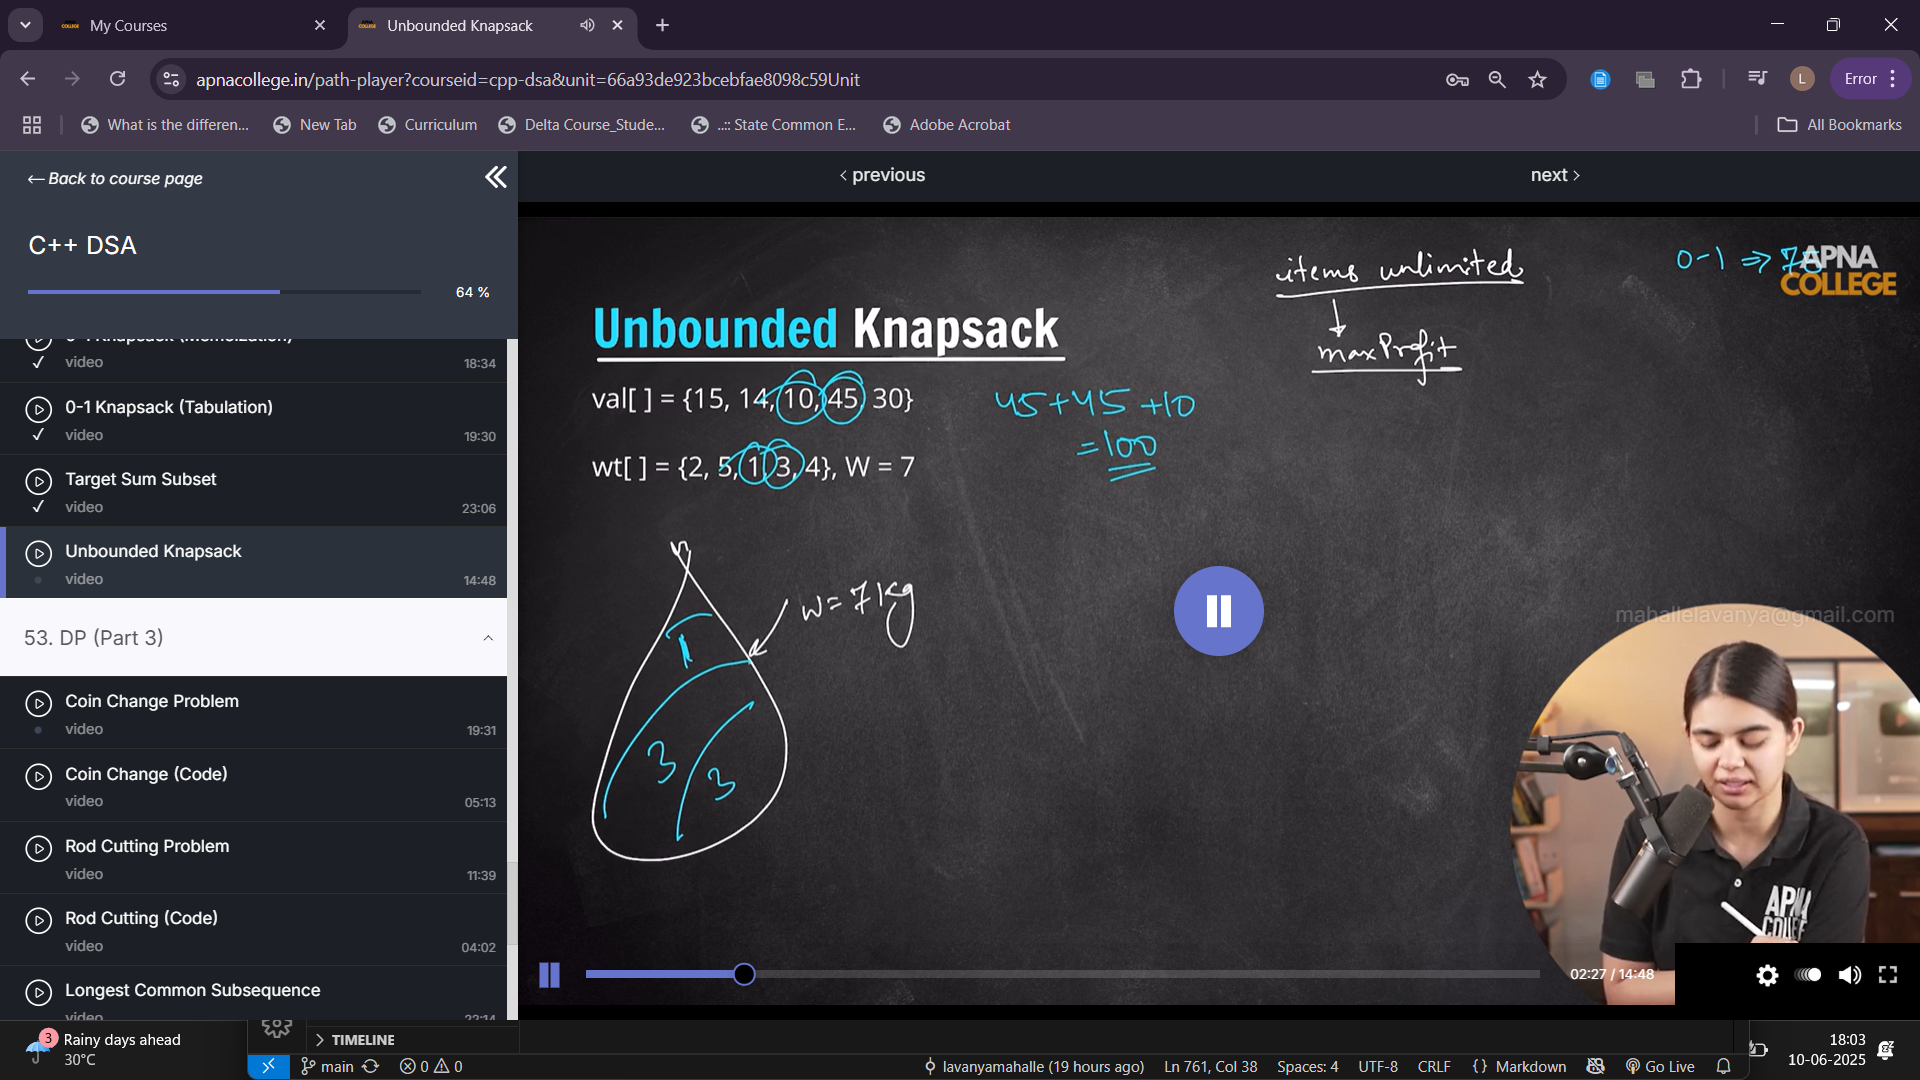 My Courses
Unbounded Knapsack
apnacollege.in/path-player?courseid=cpp-dsa&unit=66a93de923bcebfae8098c59Unit
L
Error
What is the differen...
New Tab
Curriculum
Delta Course_Stude...
..:: State Common E...
Adobe Acrobat
All Bookmarks
←Back to course page
‹ previous
next ›
C++ DSA
64 %
video
18:34
0-1 Knapsack (Tabulation)
video
19:30
Target Sum Subset
video
23:06
Unbounded Knapsack
video
14:48
53. DP (Part 3)
Coin Change Problem
video
19:31
Coin Change (Code)
video
05:13
Rod Cutting Problem
video
11:39
Rod Cutting (Code)
video
04:02
Longest Common Subsequence
video
22:14
items unlimited
maxProfit
0-1 ⇒
APNA
COLLEGE
Unbounded Knapsack
val[ ] = {15, 14, 10, 45, 30}
45+45+10
=100
wt[ ] = {2, 5, 1, 3, 4}, W = 7
W=7kg
1
3
3
mahallelavanya@gmail.com
APNA
COLLEGE
02:27 / 14:48
3
Rainy days ahead
30°C
TIMELINE
main
0
0
lavanyamahalle (19 hours ago)
Ln 761, Col 38
Spaces: 4
UTF-8
CRLF
{} Markdown
Go Live
18:03
10-06-2025